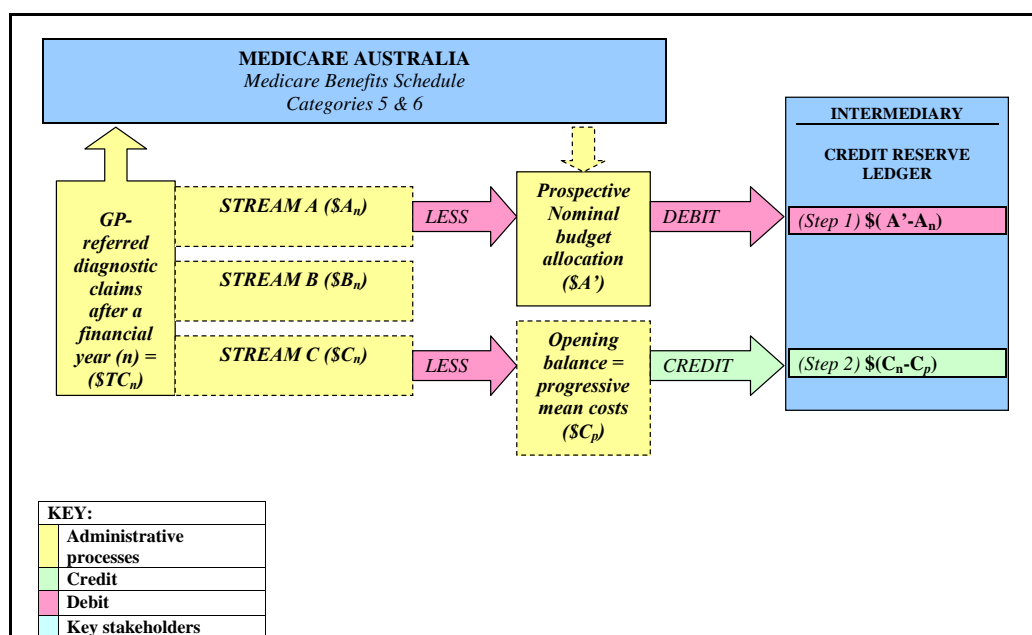 MEDICARE AUSTRALIA
Medicare Benefits Schedule
Categories 5 & 6
INTERMEDIARY
CREDIT RESERVE
LEDGER
GP-
referred
diagnostic
claims
after a
financial
year (n) =
($TCn)
STREAM A ($An)
LESS
Prospective
Nominal
budget
allocation
($A’)
DEBIT
(Step 1) $( A’-An)
STREAM B ($Bn)
STREAM C ($Cn)
LESS
Opening
balance =
progressive
mean costs
($Cp)
CREDIT
(Step 2) $(Cn-Cp)
KEY:
Administrative
processes
Credit
Debit
Key stakeholders